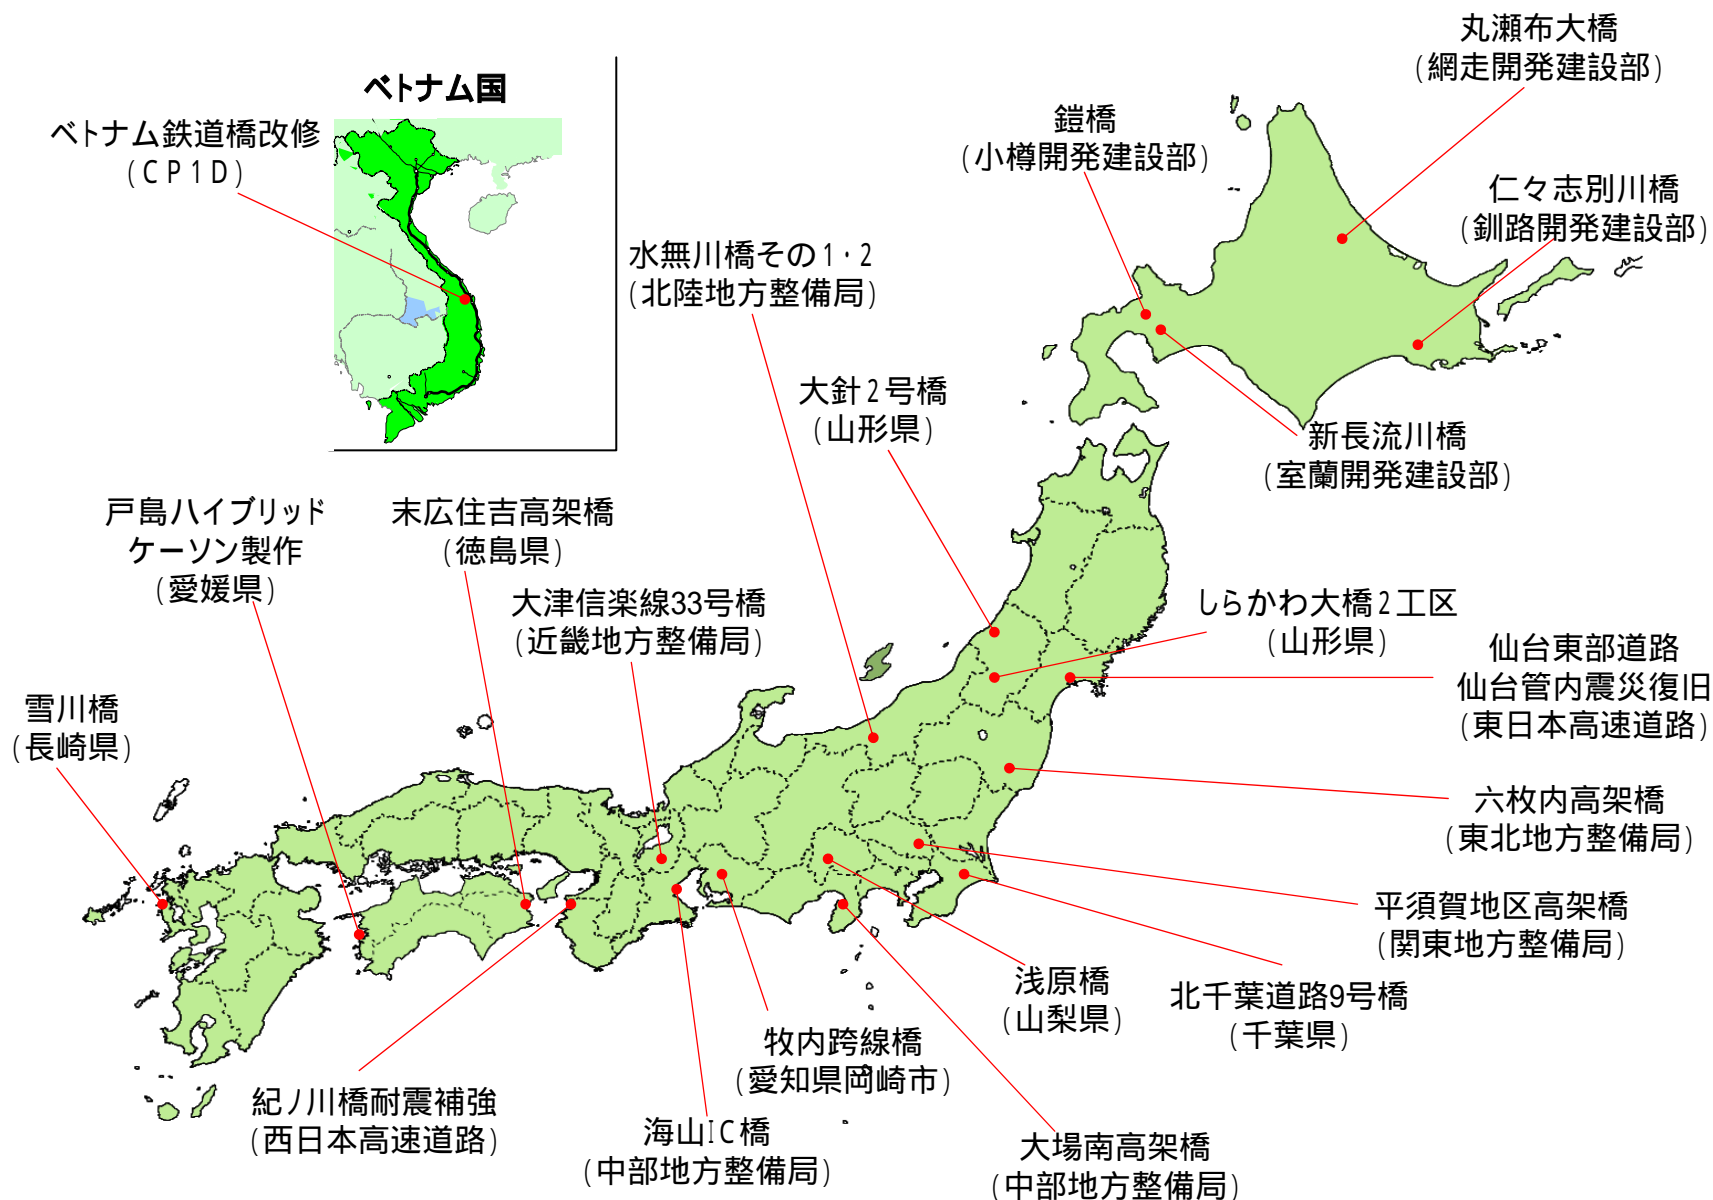 丸瀬布大橋
(網走開発建設部)
ベトナム国
ベトナム鉄道橋改修
(CP1D)
鎧橋
(小樽開発建設部)
仁々志別川橋
(釧路開発建設部)
水無川橋その1・2
(北陸地方整備局)
大針2号橋
(山形県)
新長流川橋
(室蘭開発建設部)
戸島ハイブリッド
ケーソン製作
(愛媛県)
末広住吉高架橋
(徳島県)
大津信楽線33号橋
(近畿地方整備局)
しらかわ大橋2工区
(山形県)
仙台東部道路
仙台管内震災復旧
(東日本高速道路)
雪川橋
(長崎県)
六枚内高架橋
(東北地方整備局)
平須賀地区高架橋
(関東地方整備局)
浅原橋
(山梨県)
北千葉道路9号橋
(千葉県)
牧内跨線橋
(愛知県岡崎市)
紀ノ川橋耐震補強
(西日本高速道路)
海山IC橋
(中部地方整備局)
大場南高架橋
(中部地方整備局)